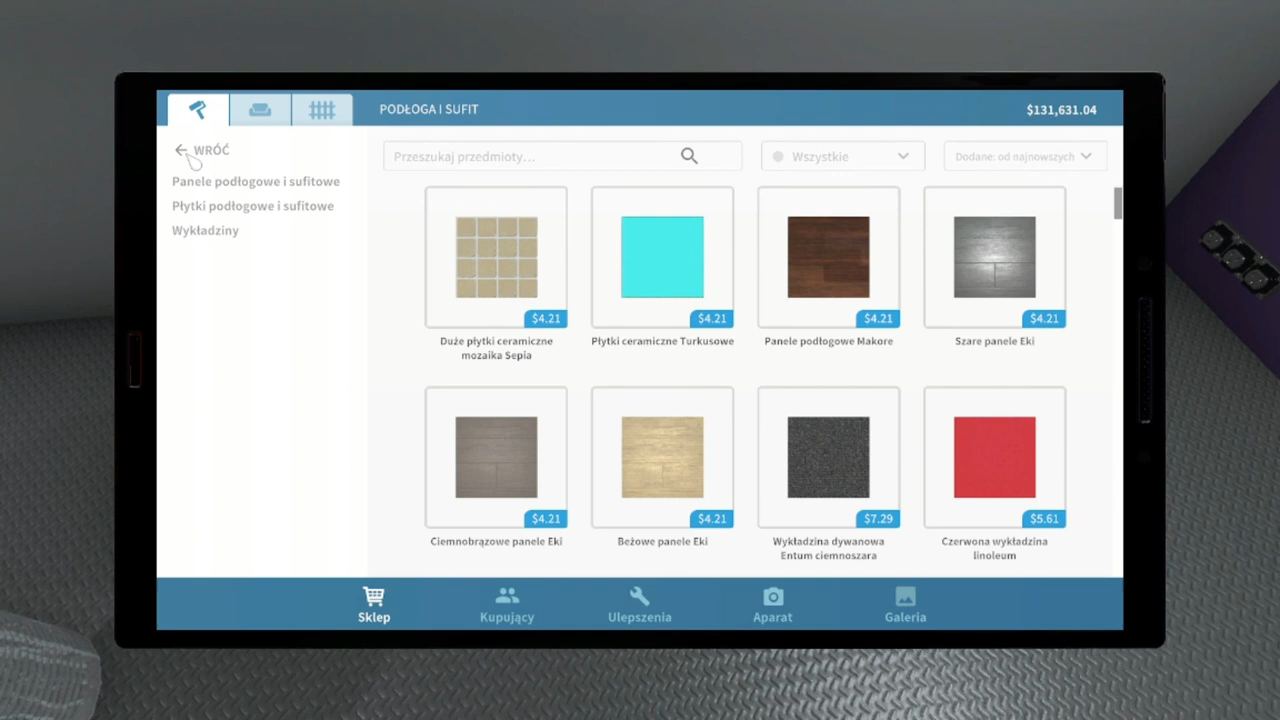 PODŁOGA I SUFIT
$131,631.04
WRÓĆ
Panele podłogowe i sufitowe
Płytki podłogowe i sufitowe
Wykładziny
Przeszukaj przedmioty...
Wszystkie
Dodane: od najnowszych
$4.21
$4.21
$4.21
$4.21
Duże płytki ceramiczne
mozaika Sepia
Płytki ceramiczne Turkusowe
Panele podłogowe Makore
Szare panele Eki
$4.21
$4.21
$7.29
$5.61
Ciemnobrązowe panele Eki
Beżowe panele Eki
Wykładzina dywanowa
Entum ciemnoszara
Czerwona wykładzina
linoleum
Sklep
Kupujący
Ulepszenia
Aparat
Galeria